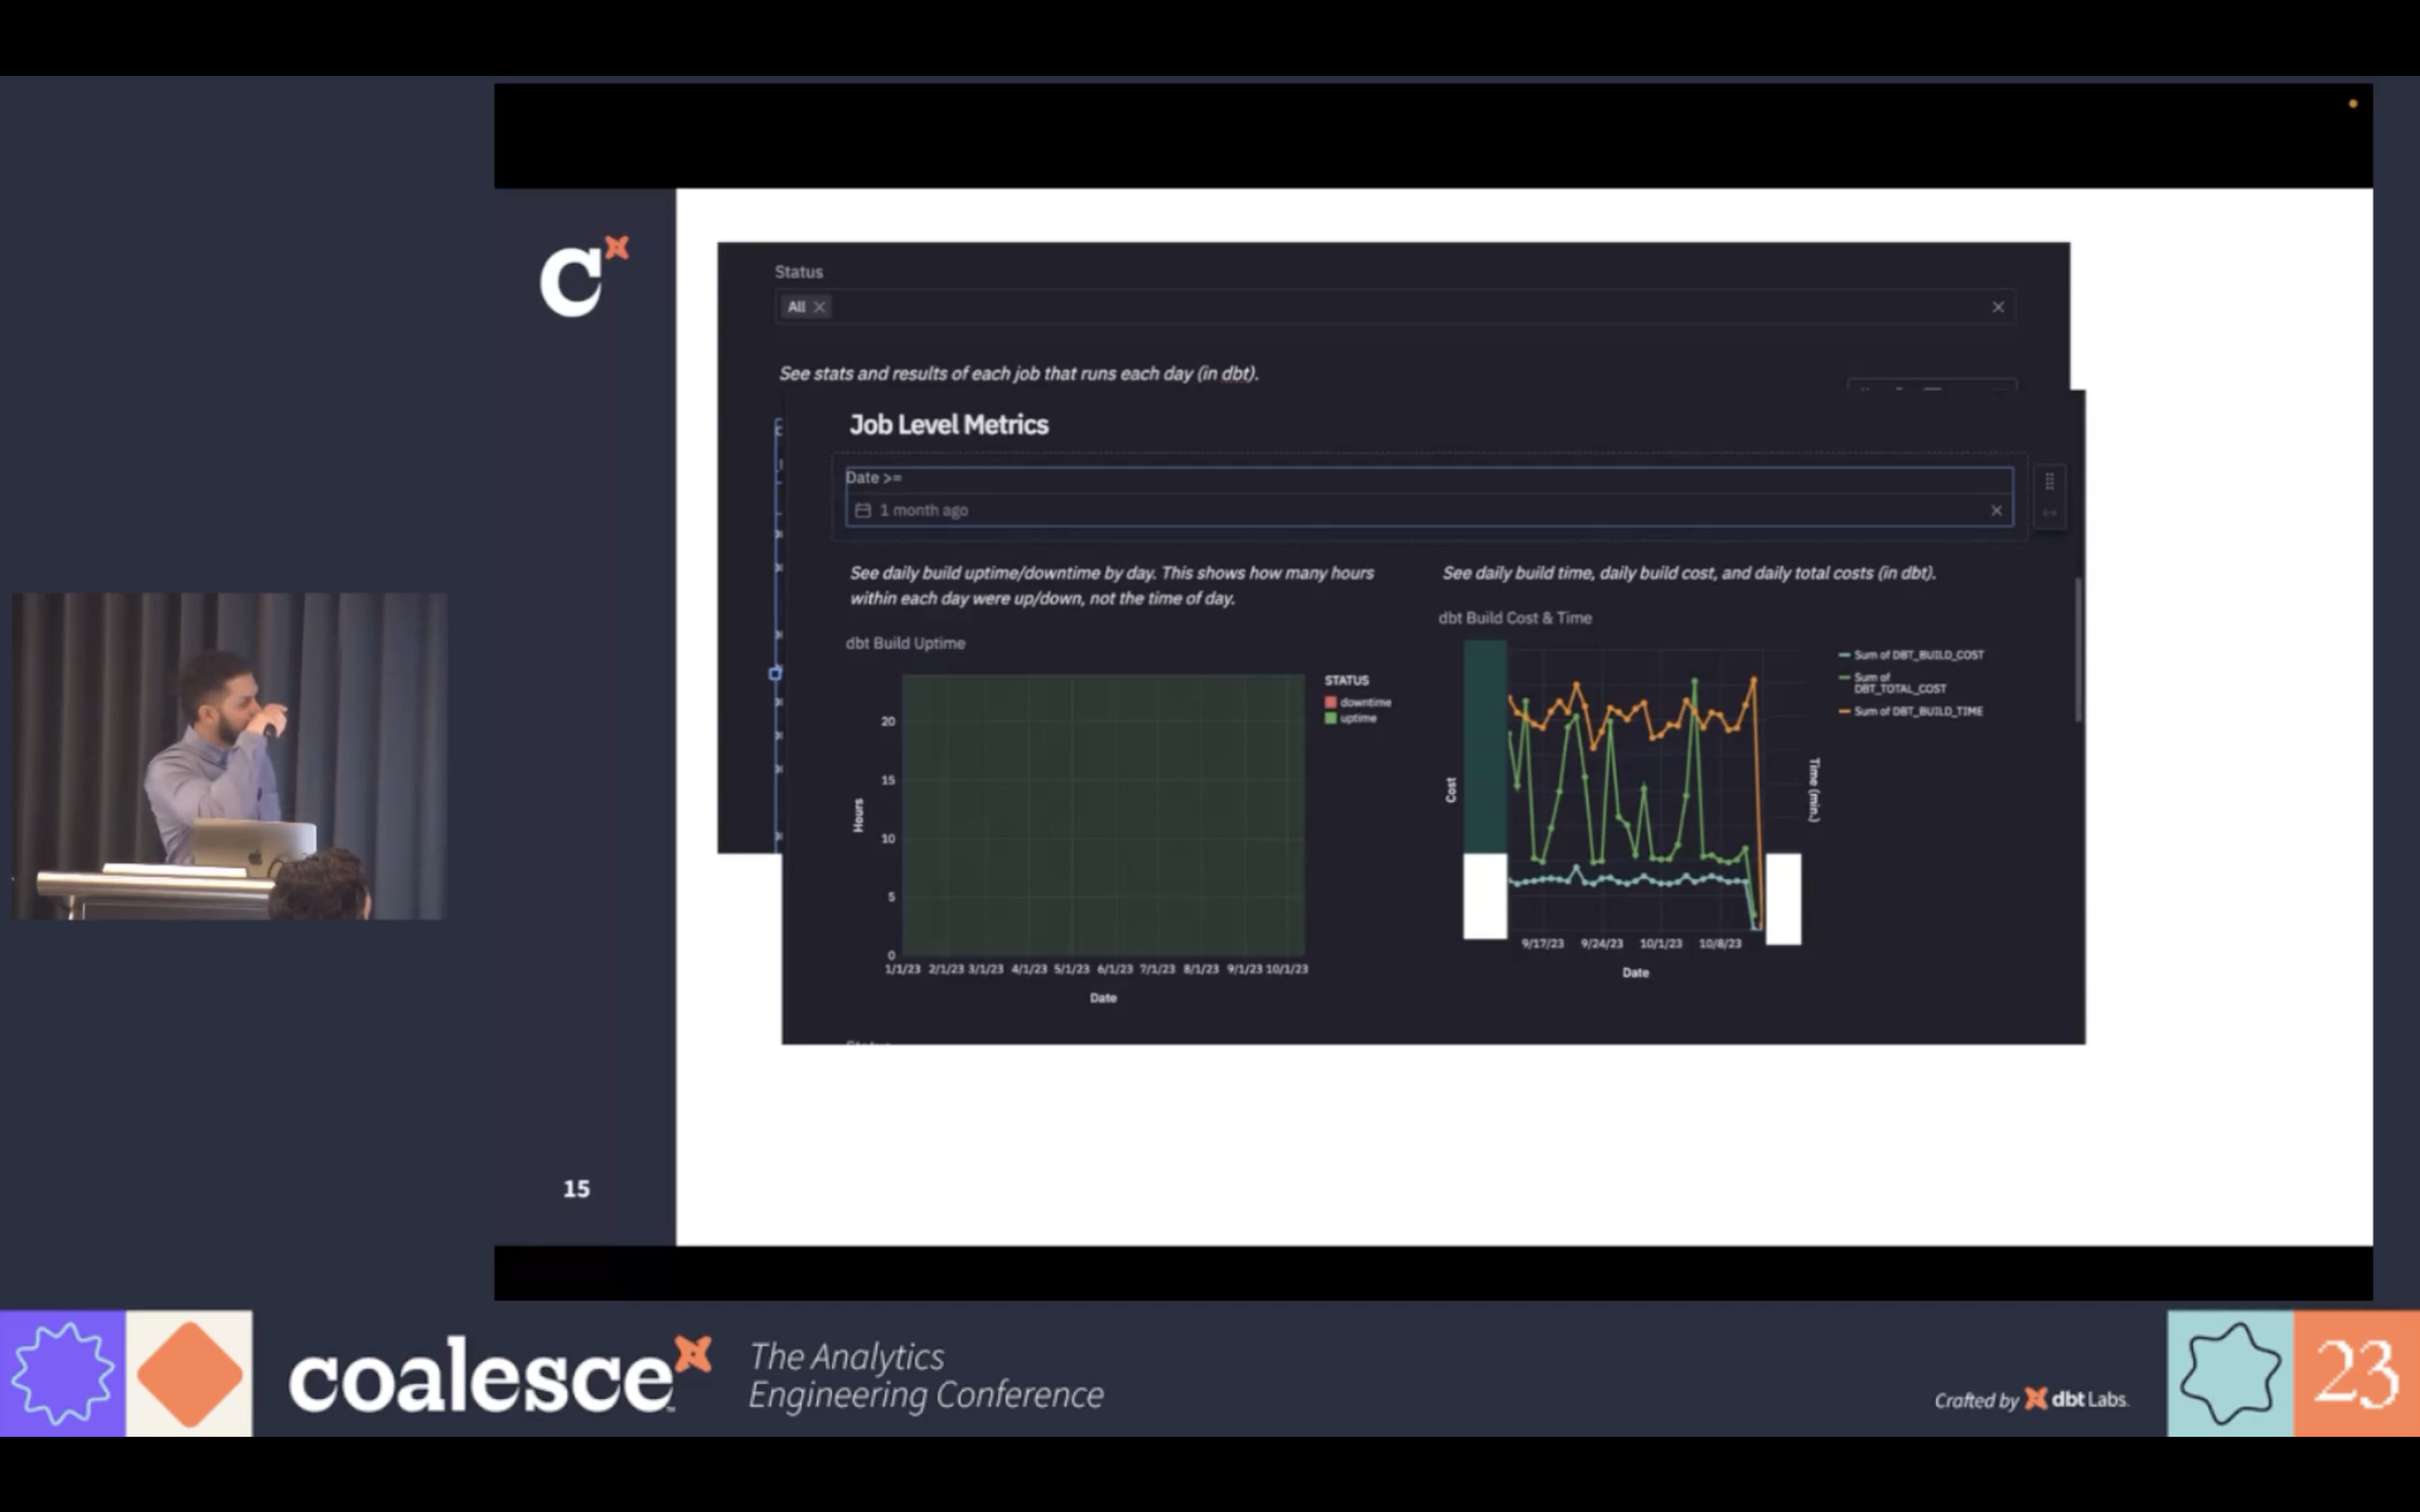 C
Status
All
See stats and results of each job that runs each day (in dbt).
Job Level Metrics
Date >=
1 month ago
See daily build uptime/downtime by day. This shows how many hours
within each day were up/down, not the time of day.
dbt Build Uptime
Hours
20
15
10
5
0
1/1/23 2/1/23 3/1/23 4/1/23 5/1/23 6/1/23 7/1/23 8/1/23 9/1/23 10/1/23
Date
STATUS
downtime
uptime
See daily build time, daily build cost, and daily total costs (in dbt).
dbt Build Cost & Time
Cost
Time (min.)
9/17/23 9/24/23 10/1/23 10/8/23
Date
Sum of DBT_BUILD_COST
Sum of
DBT_TOTAL_COST
Sum of DBT_BUILD_TIME
15
coalesce
The Analytics
Engineering Conference
Crafted by dbt Labs.
23